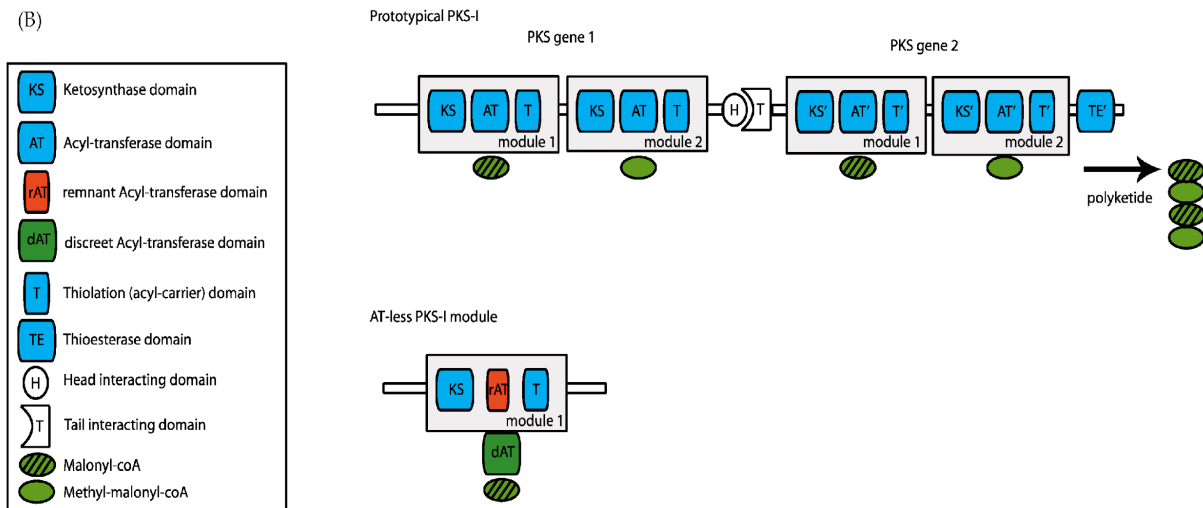 (B)
KS Ketosynthase domain
AT Acyl-transferase domain
rAT remnant Acyl-transferase domain
dAT discreet Acyl-transferase domain
T Thiolation (acyl-carrier) domain
TE Thioesterase domain
H Head interacting domain
T Tail interacting domain
Malonyl-coA
Methyl-malonyl-coA
Prototypical PKS-I
PKS gene 1
PKS gene 2
KS AT T KS AT T H T KS' AT' T' KS' AT' T' TE'
module 1 module 2 module 1 module 2
polyketide
AT-less PKS-I module
KS rAT T
module 1
dAT